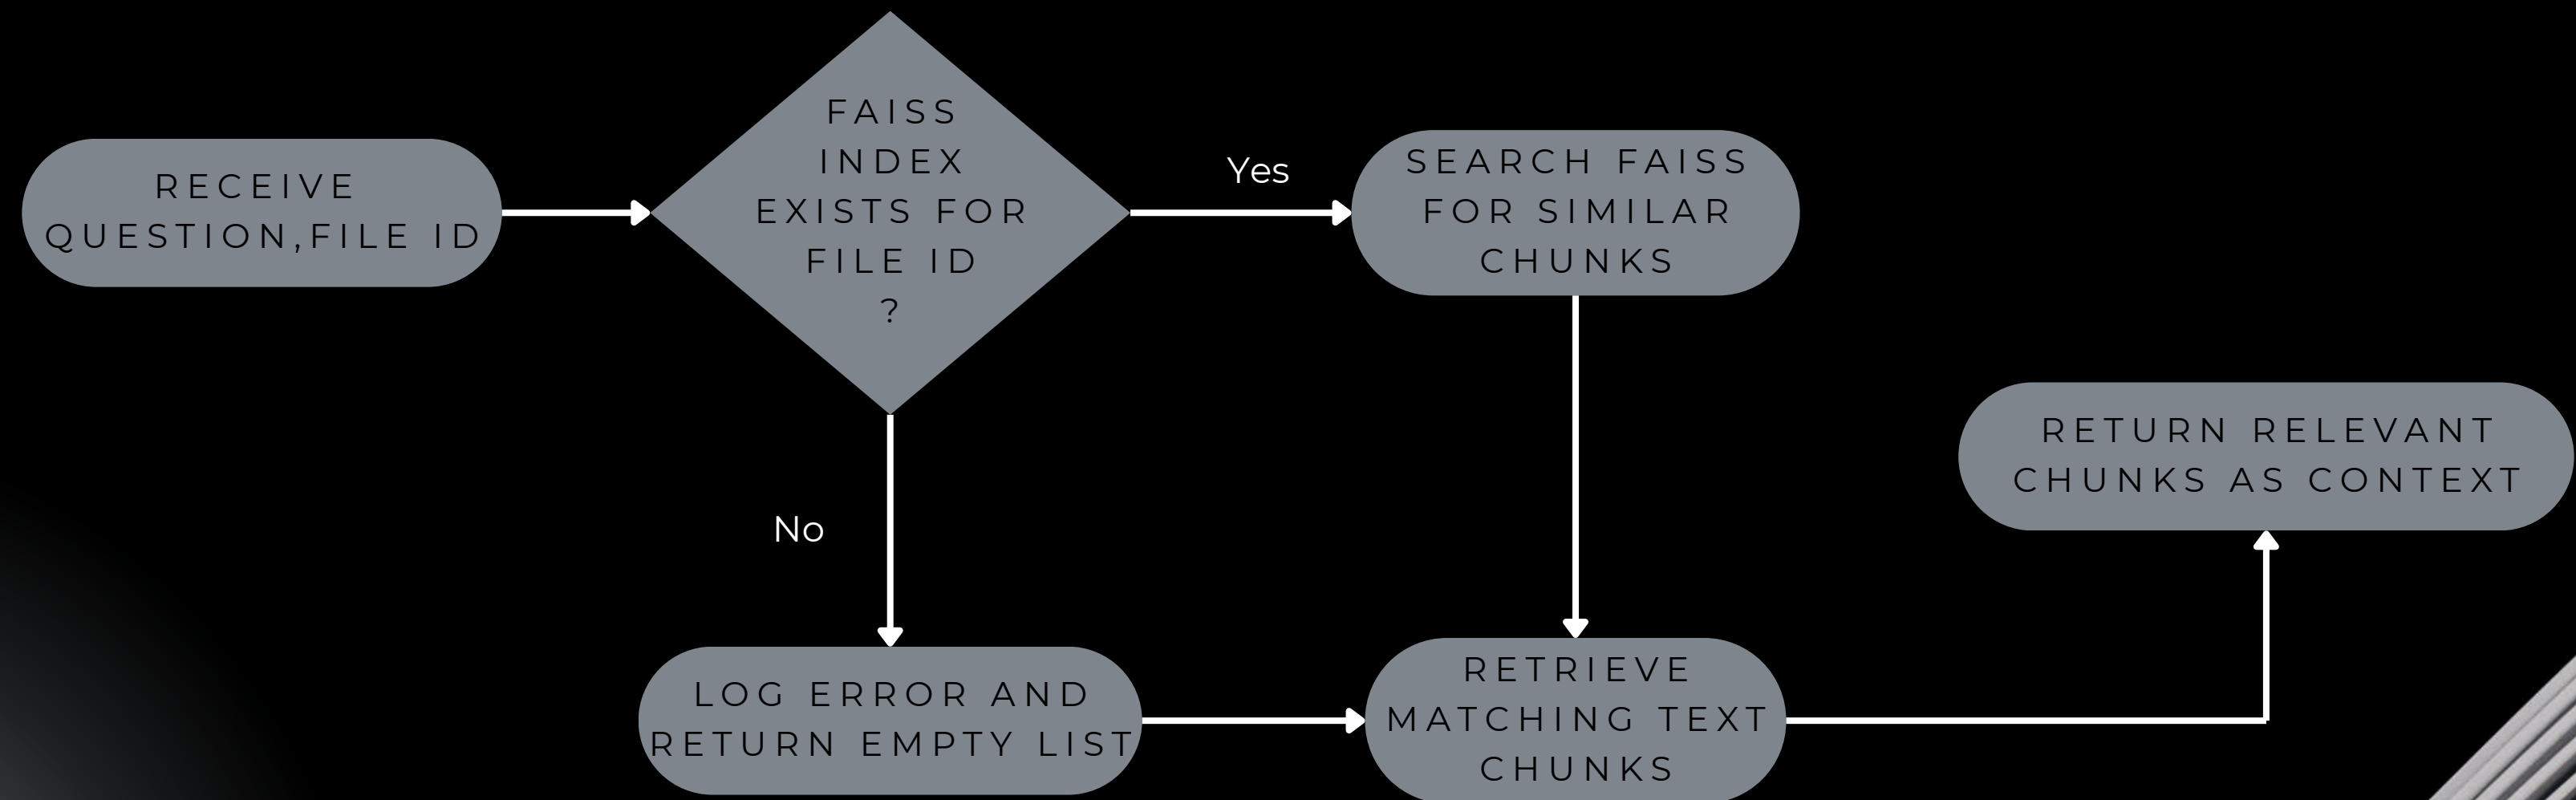 RECEIVE
QUESTION,FILE ID
FAISS
INDEX
EXISTS FOR
FILE ID
?
Yes
SEARCH FAISS
FOR SIMILAR
CHUNKS
No
LOG ERROR AND
RETURN EMPTY LIST
RETRIEVE
MATCHING TEXT
CHUNKS
RETURN RELEVANT
CHUNKS AS CONTEXT